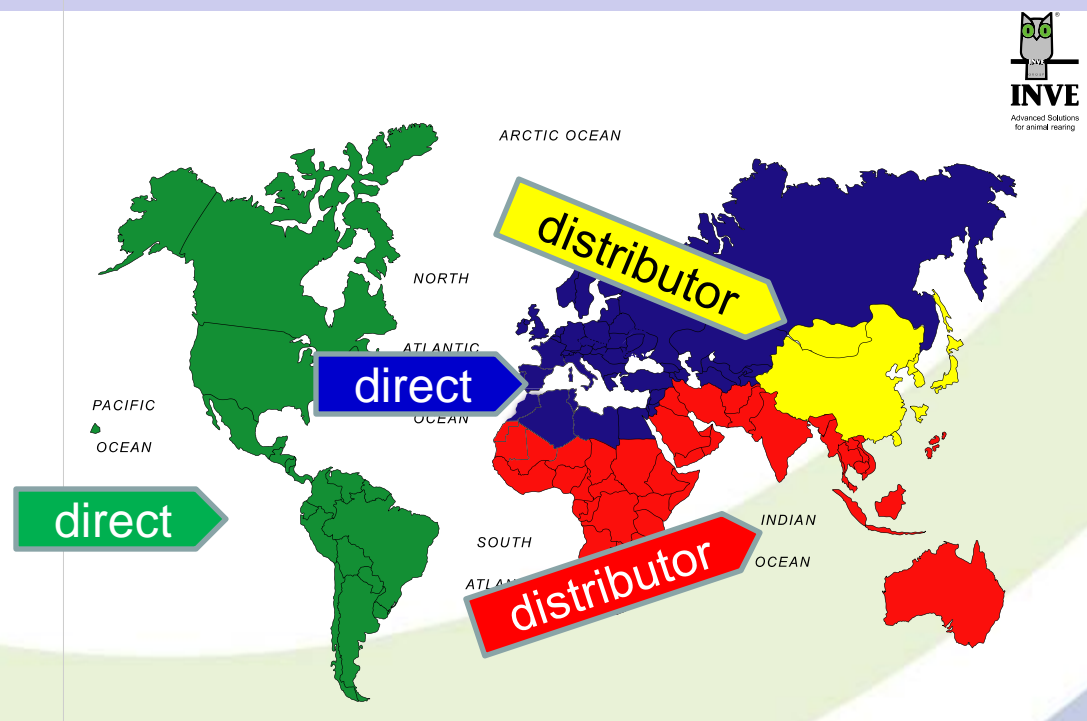 INVE
INVE
Advanced Solutions
for animal rearing
ARCTIC OCEAN
distributor
NORTH
ATLANTIC
direct
OCEAN
PACIFIC
OCEAN
direct
INDIAN
OCEAN
SOUTH
distributor